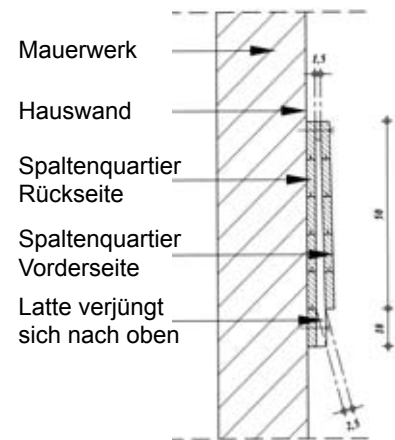 Mauerwerk
Hauswand
Spaltenquartier
Rückseite
Spaltenquartier
Vorderseite
Latte verjüngt
sich nach oben
1,5
50
10
2,5